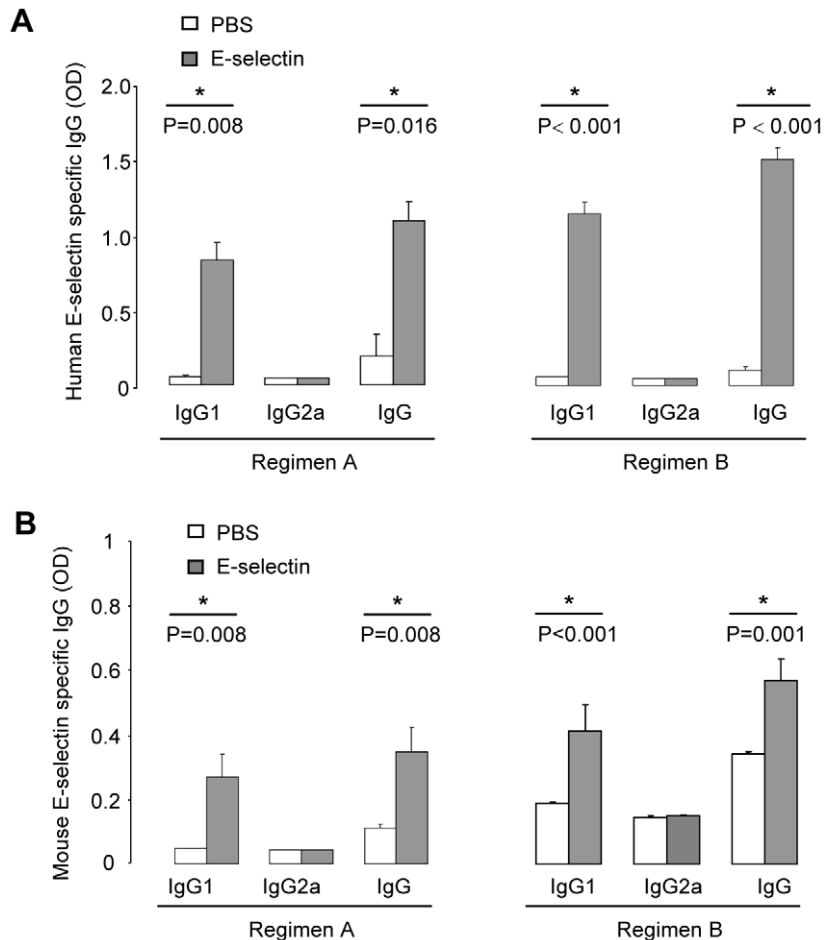 A
PBS
E-selectin
Human E-selectin specific IgG (OD)
2.0
1.5
1.0
0.5
0
*
*
*
*
P=0.008
P=0.016
P< 0.001
P< 0.001
IgG1
IgG2a
IgG
IgG1
IgG2a
IgG
Regimen A
Regimen B
B
PBS
E-selectin
Mouse E-selectin specific IgG (OD)
1
0.8
0.6
0.4
0.2
0
*
*
*
*
P=0.008
P=0.008
P<0.001
P=0.001
IgG1
IgG2a
IgG
IgG1
IgG2a
IgG
Regimen A
Regimen B